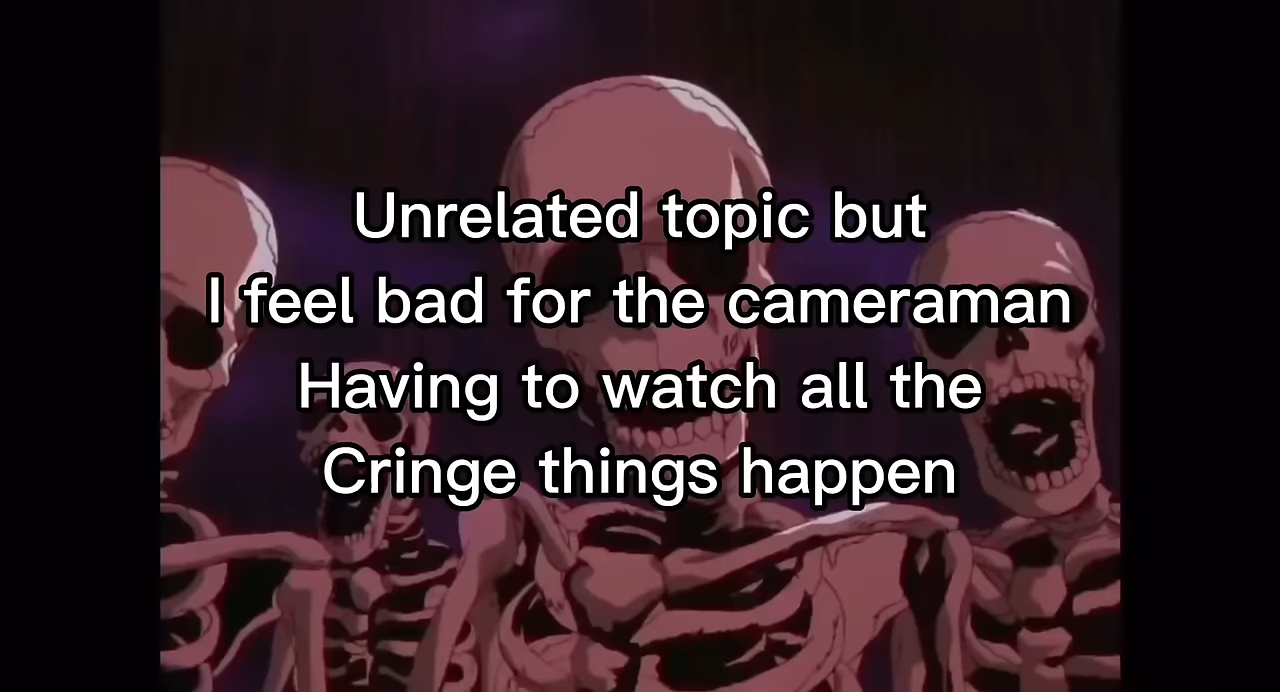 Unrelated topic but
I feel bad for the cameraman
Having to watch all the
Cringe things happen